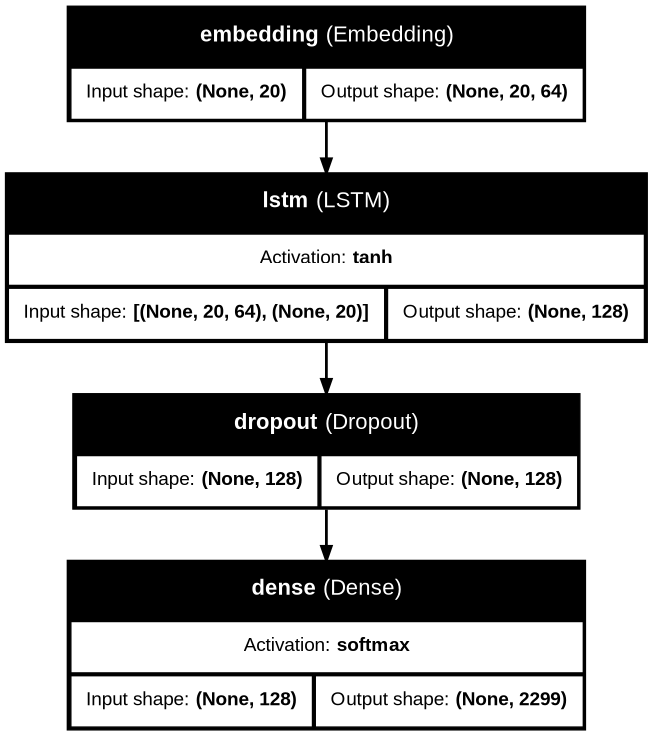 embedding (Embedding)
Input shape: (None, 20) Output shape: (None, 20, 64)
lstm (LSTM)
Activation: tanh
Input shape: [(None, 20, 64), (None, 20)] Output shape: (None, 128)
dropout (Dropout)
Input shape: (None, 128) Output shape: (None, 128)
dense (Dense)
Activation: softmax
Input shape: (None, 128) Output shape: (None, 2299)